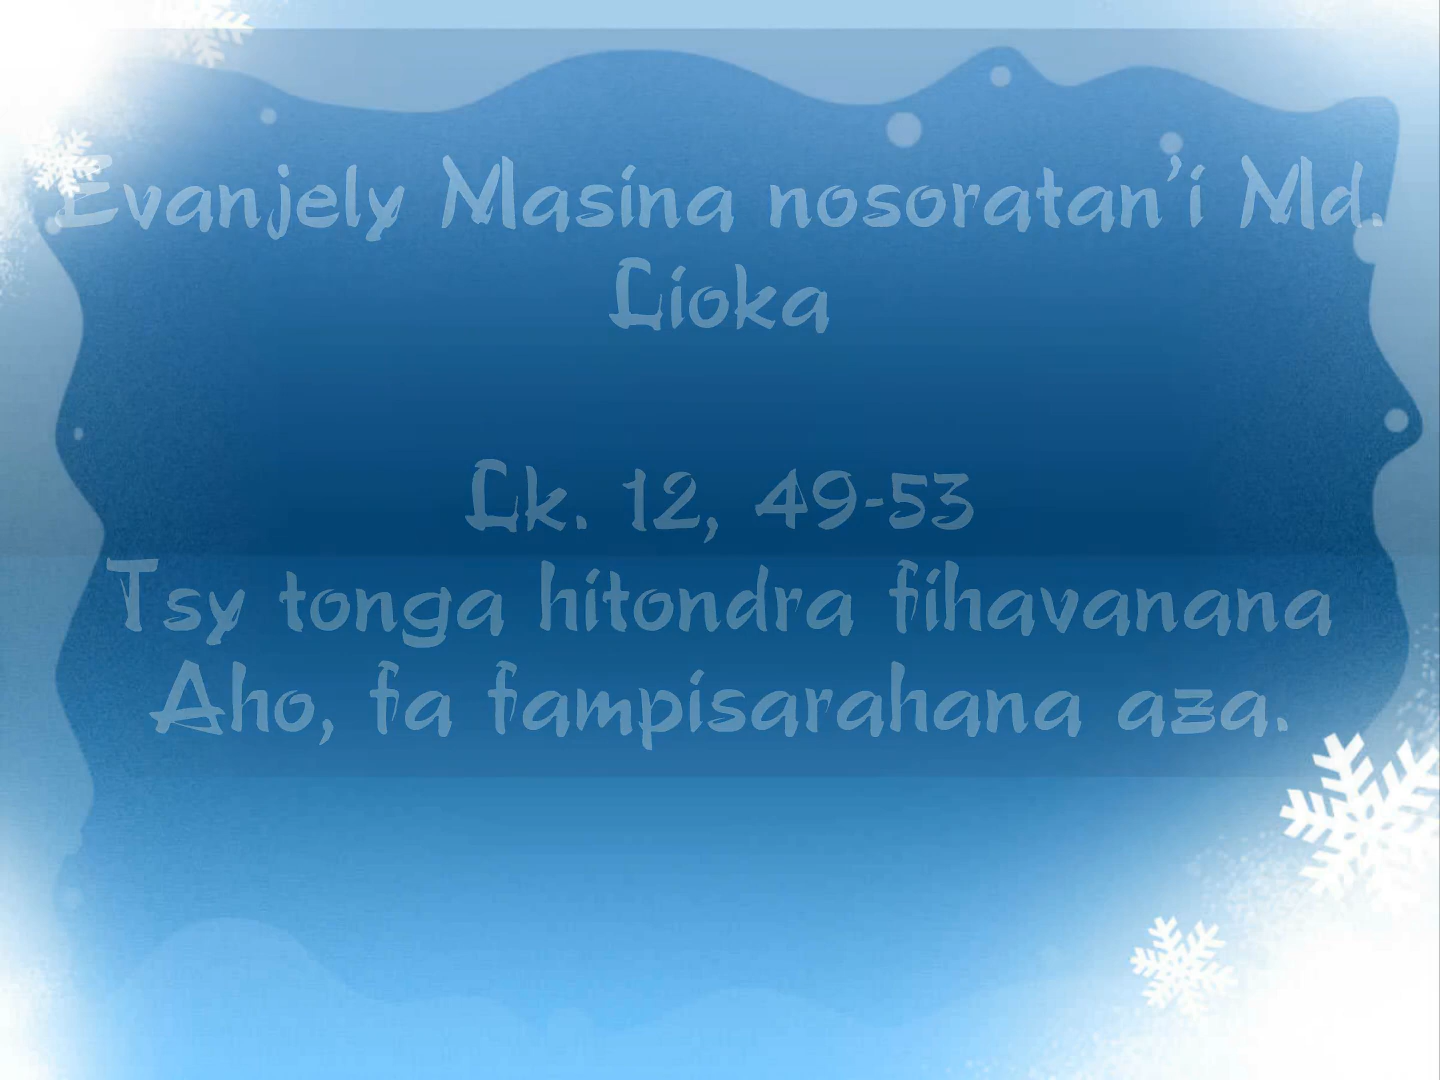 Evanjely Masina nosoratan’i Md.
Lioka
Lk. 12, 49-53
Tsy tonga hitondra fihavanana
Aho, fa fampisarahana aza.